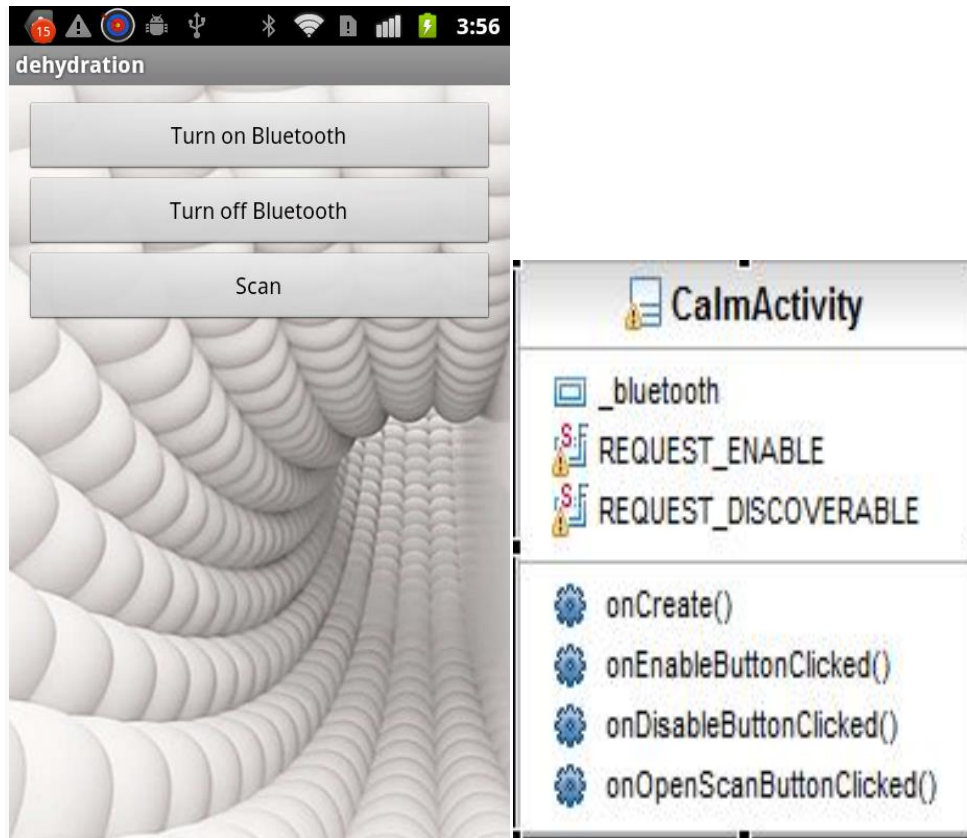 15
3:56
dehydration
Turn on Bluetooth
Turn off Bluetooth
Scan
CalmActivity
_bluetooth
S F
REQUEST_ENABLE
S F
REQUEST_DISCOVERABLE
onCreate()
onEnableButtonClicked()
onDisableButtonClicked()
onOpenScanButtonClicked()